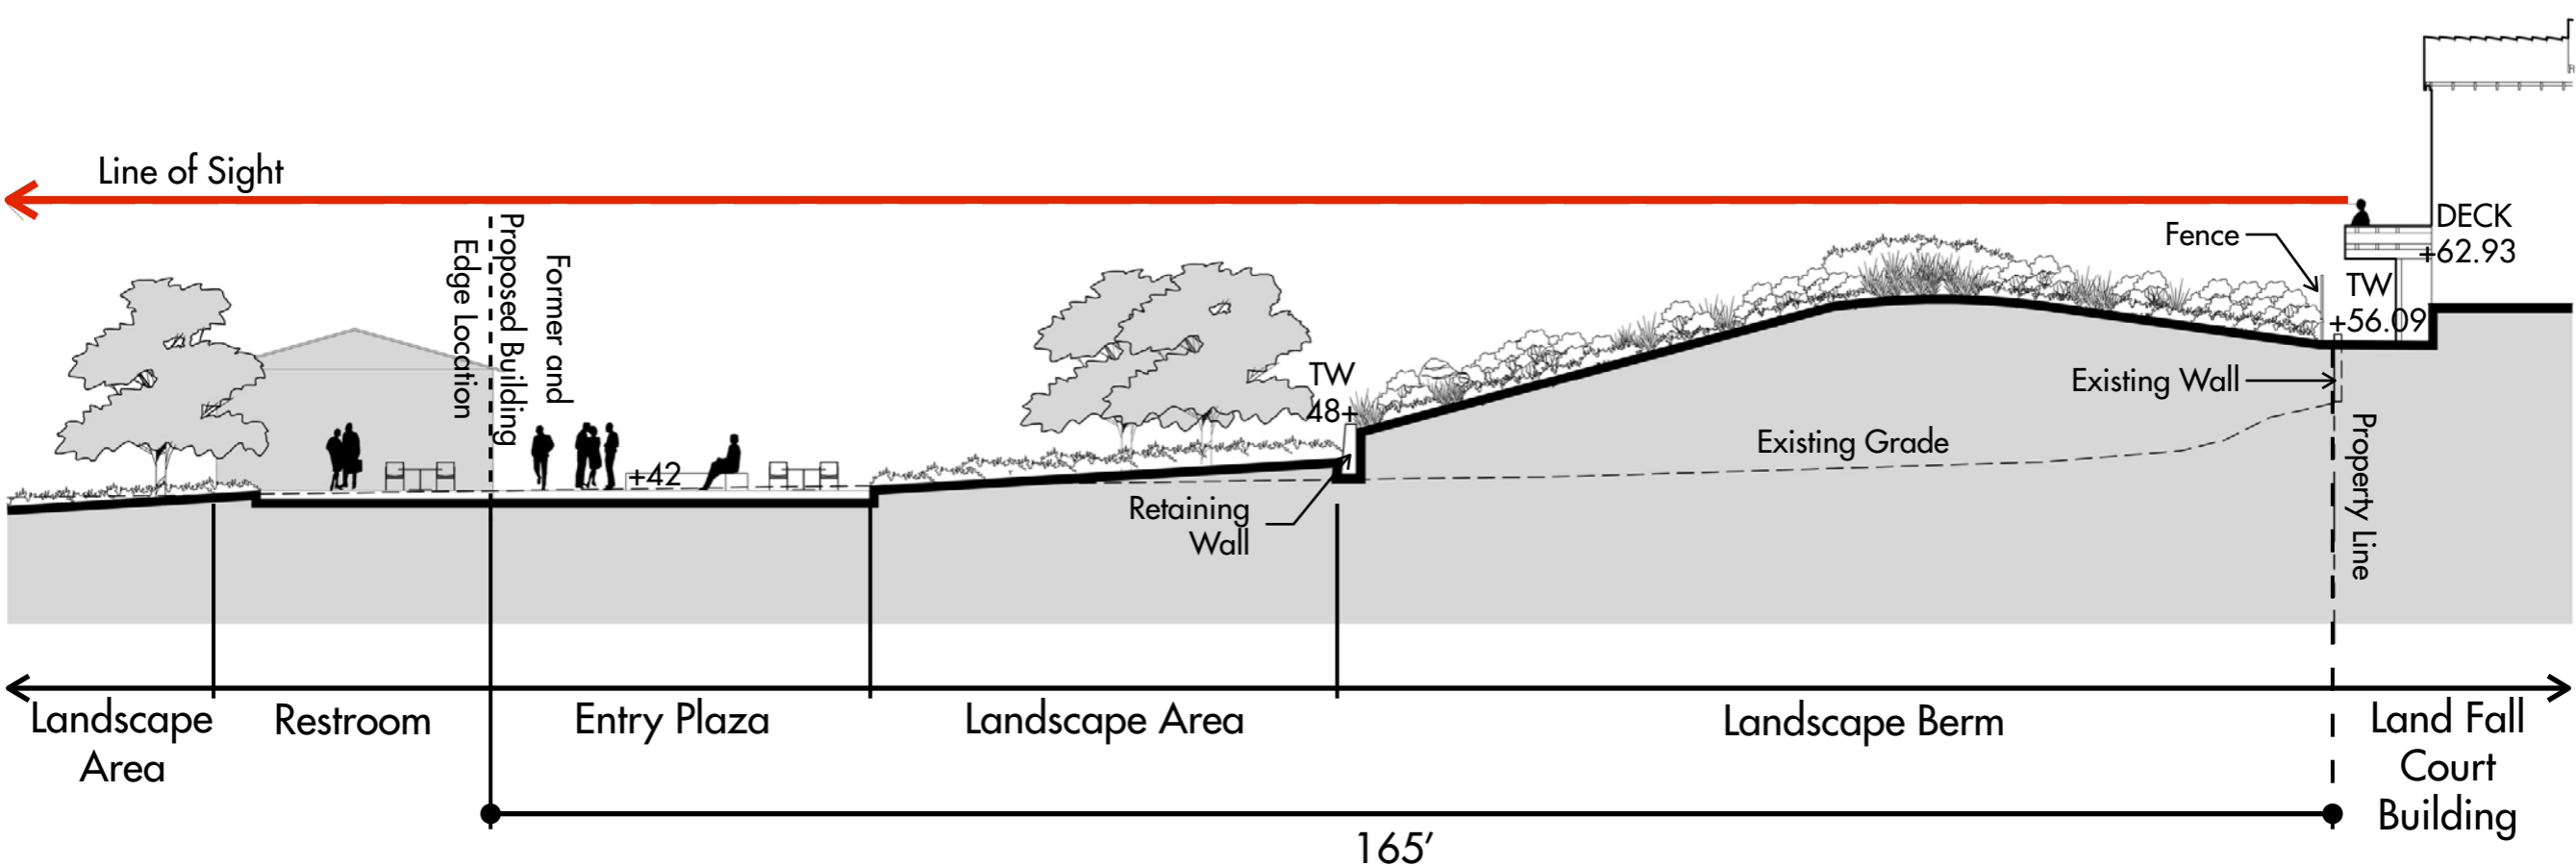 Line of Sight
Proposed Building
Edge Location
Former and
DECK
+62.93
Fence
TW
+56.09
TW
48+
Existing Wall
Existing Grade
+42
Property Line
Retaining
Wall
Landscape
Area
Restroom
Entry Plaza
Landscape Area
Landscape Berm
Land Fall
Court
Building
165’